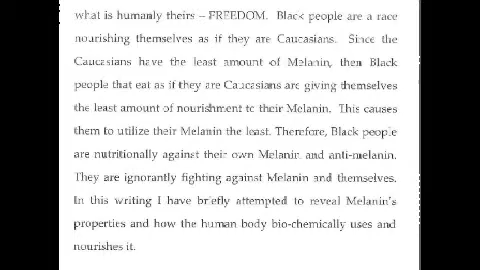 what is humanly theirs – FREEDOM. Black people are a race
nourishing themselves as if they are Caucasians. Since the
Caucasians have the least amount of Melanin, then Black
people that eat as if they are Caucasians are giving themselves
the least amount of nourishment to their Melanin. This causes
them to utilize their Melanin the least. Therefore, Black people
are nutritionally against their own Melanin and anti-melanin.
They are ignorantly fighting against Melanin and themselves.
In this writing I have briefly attempted to reveal Melanin's
properties and how the human body bio-chemically uses and
nourishes it.